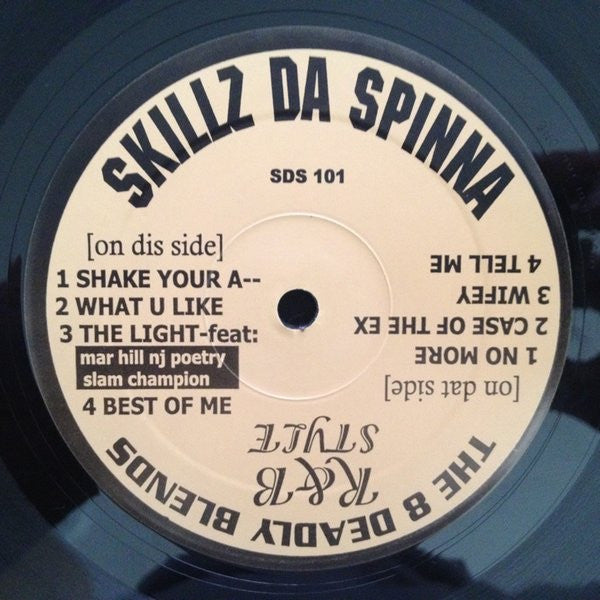 SKILLZ DA SPINNA
SDS 101
[on dis side]
1 SHAKE YOUR A--
2 WHAT U LIKE
3 THE LIGHT-feat:
mar hill nj poetry
slam champion
4 BEST OF ME
THE 8 DEADLY BLENDS
R&B
STYLE
[on dat side]
1 NO MORE
2 CASE OF THE EX
3 WIFEY
4 TELL ME